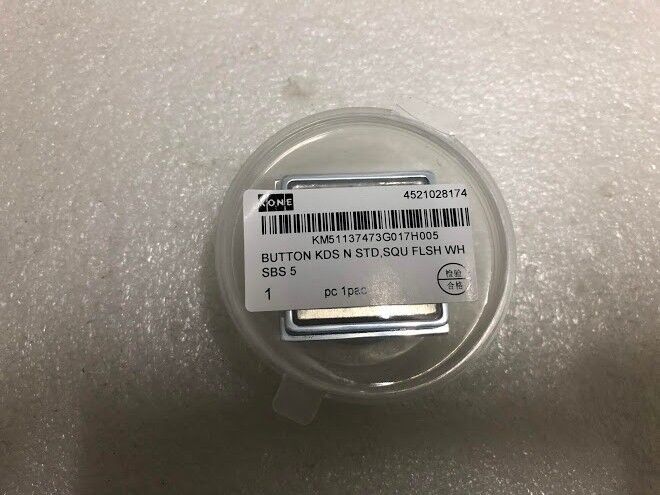 KONE
4521028174
KM51137473G017H005
BUTTON KDS N STD,SQU FLSH WH
SBS 5
1 pc 1pac
检验
合格